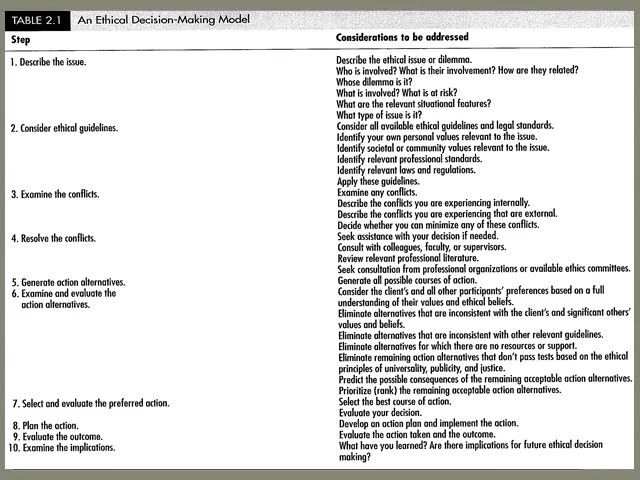 TABLE 2.1 An Ethical Decision-Making Model
Step Considerations to be addressed
1. Describe the issue. Describe the ethical issue or dilemma.
Who is involved? What is their involvement? How are they related?
Whose dilemma is it?
What is involved? What is at risk?
What are the relevant situational features?
What type of issue is it?
2. Consider ethical guidelines. Consider all available ethical guidelines and legal standards.
Identify your own personal values relevant to the issue.
Identify societal or community values relevant to the issue.
Identify relevant professional standards.
Identify relevant laws and regulations.
Apply these guidelines.
3. Examine the conflicts. Examine any conflicts.
Describe the conflicts you are experiencing internally.
Describe the conflicts you are experiencing that are external.
Decide whether you can minimize any of these conflicts.
4. Resolve the conflicts. Seek assistance with your decision if needed.
Consult with colleagues, faculty, or supervisors.
Review relevant professional literature.
Seek consultation from professional organizations or available ethics committees.
5. Generate action alternatives. Generate all possible courses of action.
6. Examine and evaluate the Consider the client's and all other participants' preferences based on a full
action alternatives. understanding of their values and ethical beliefs.
Eliminate alternatives that are inconsistent with the client's and significant others'
values and beliefs.
Eliminate alternatives that are inconsistent with other relevant guidelines.
Eliminate alternatives for which there are no resources or support.
Eliminate remaining action alternatives that don't pass tests based on the ethical
principles of universality, publicity, and justice.
Predict the possible consequences of the remaining acceptable action alternatives.
Prioritize (rank) the remaining acceptable action alternatives.
7. Select and evaluate the preferred action. Select the best course of action.
Evaluate your decision.
8. Plan the action. Develop an action plan and implement the action.
9. Evaluate the outcome. Evaluate the action taken and the outcome.
10. Examine the implications. What have you learned? Are there implications for future ethical decision
making?